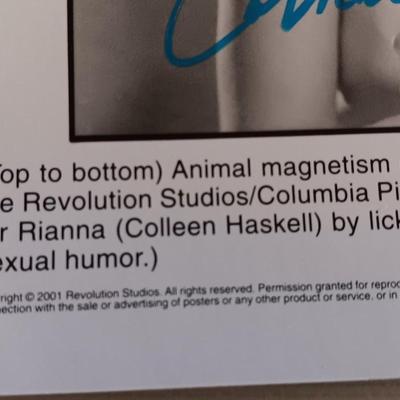 op to bottom) Animal magnetism
e Revolution Studios/Columbia Pi
r Rianna (Colleen Haskell) by lick
exual humor.)
right © 2001 Revolution Studios. All rights reserved. Permission granted for reprod
ection with the sale or advertising of posters or any other product or service, or in